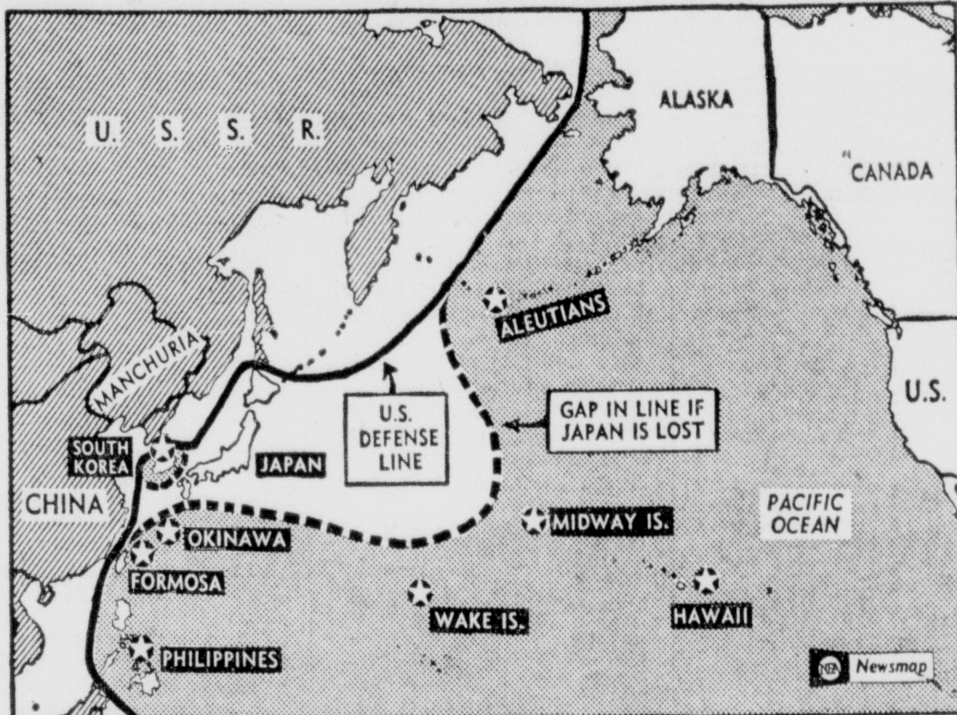 U. S. S. R.
ALASKA
"CANADA
ALEUTIANS
MANCHURIA
U.S.
DEFENSE
LINE
GAP IN LINE IF
JAPAN IS LOST
U.S.
SOUTH
KOREA
JAPAN
CHINA
PACIFIC
OCEAN
OKINAWA
MIDWAY IS.
FORMOSA
WAKE IS.
HAWAII
PHILIPPINES
NEA Newsmap